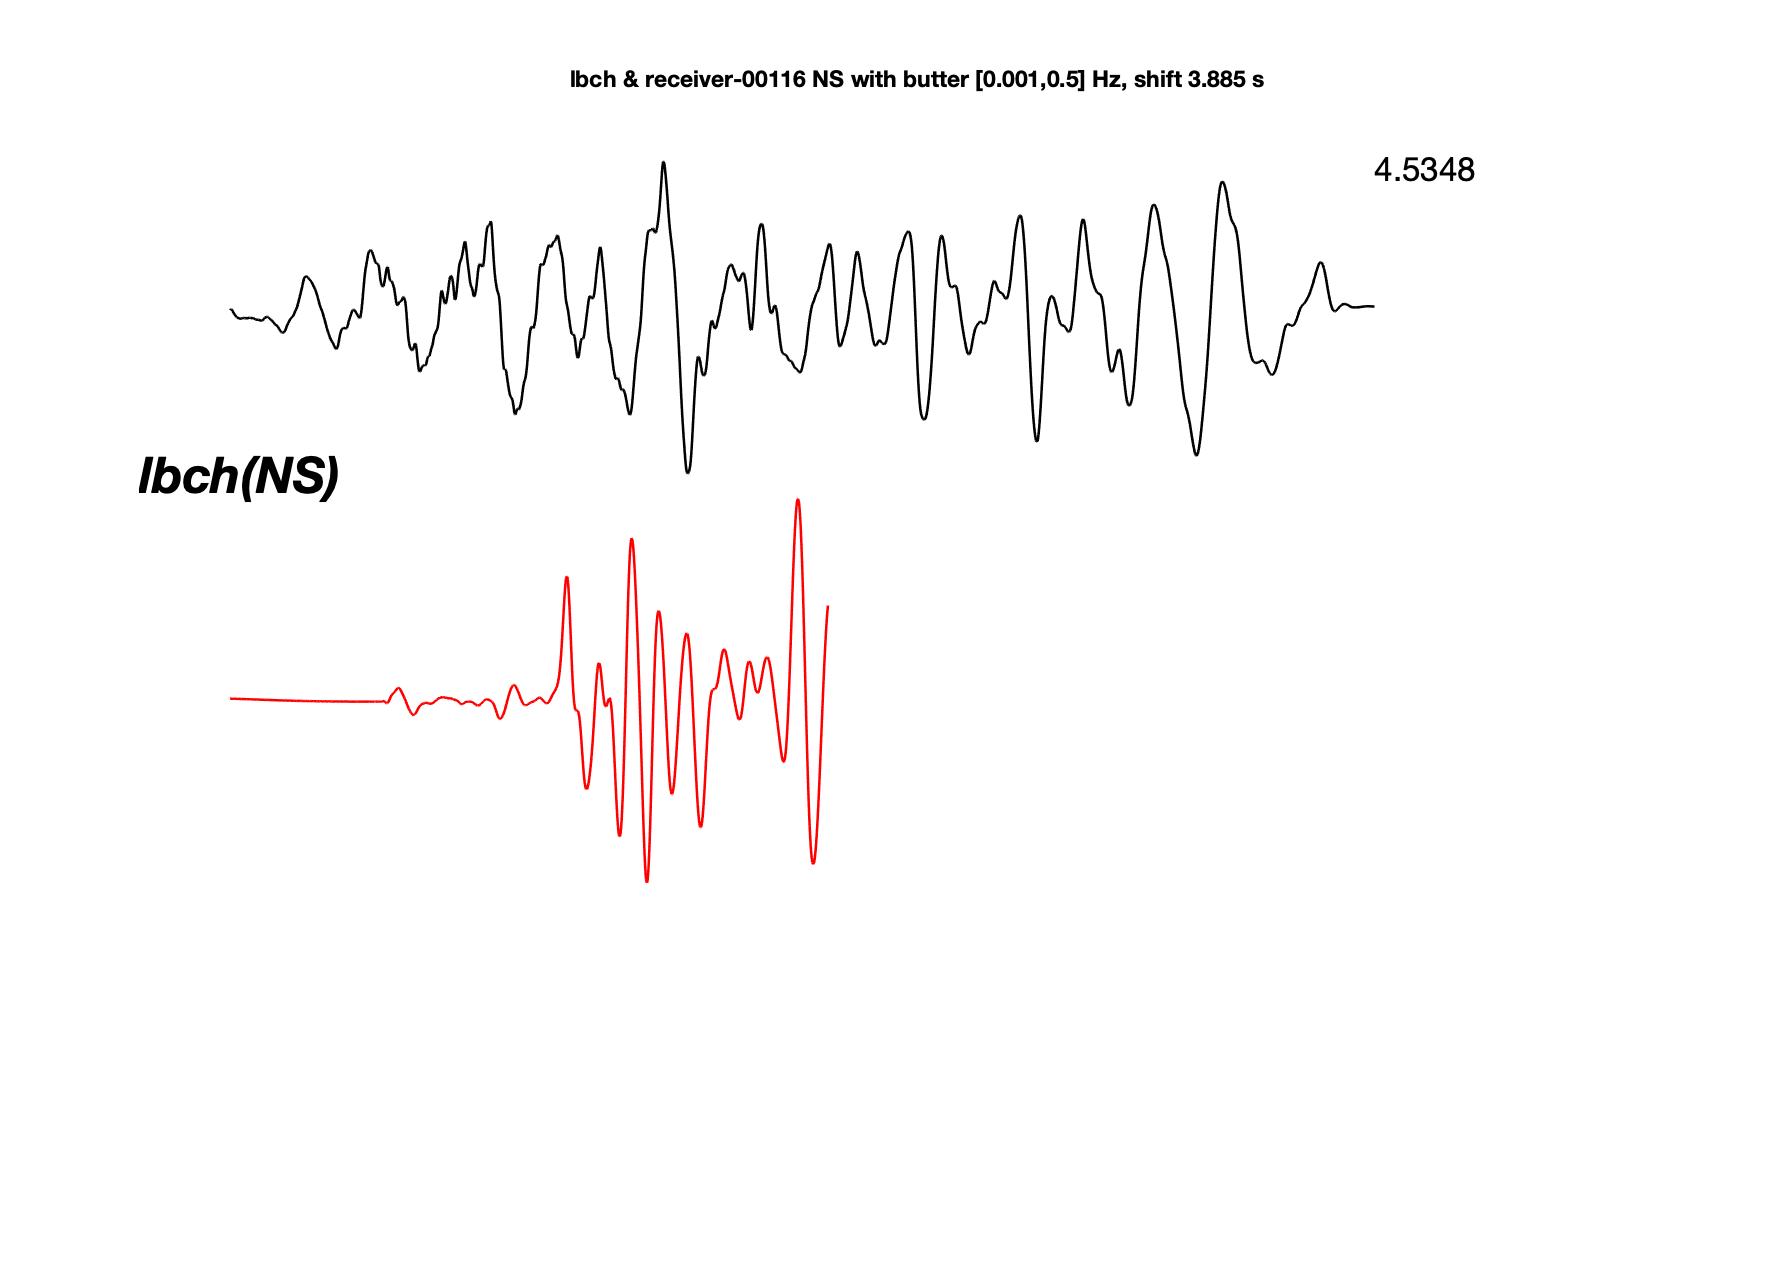 lbch & receiver-00116 NS with butter [0.001,0.5] Hz, shift 3.885 s
4.5348
lbch(NS)